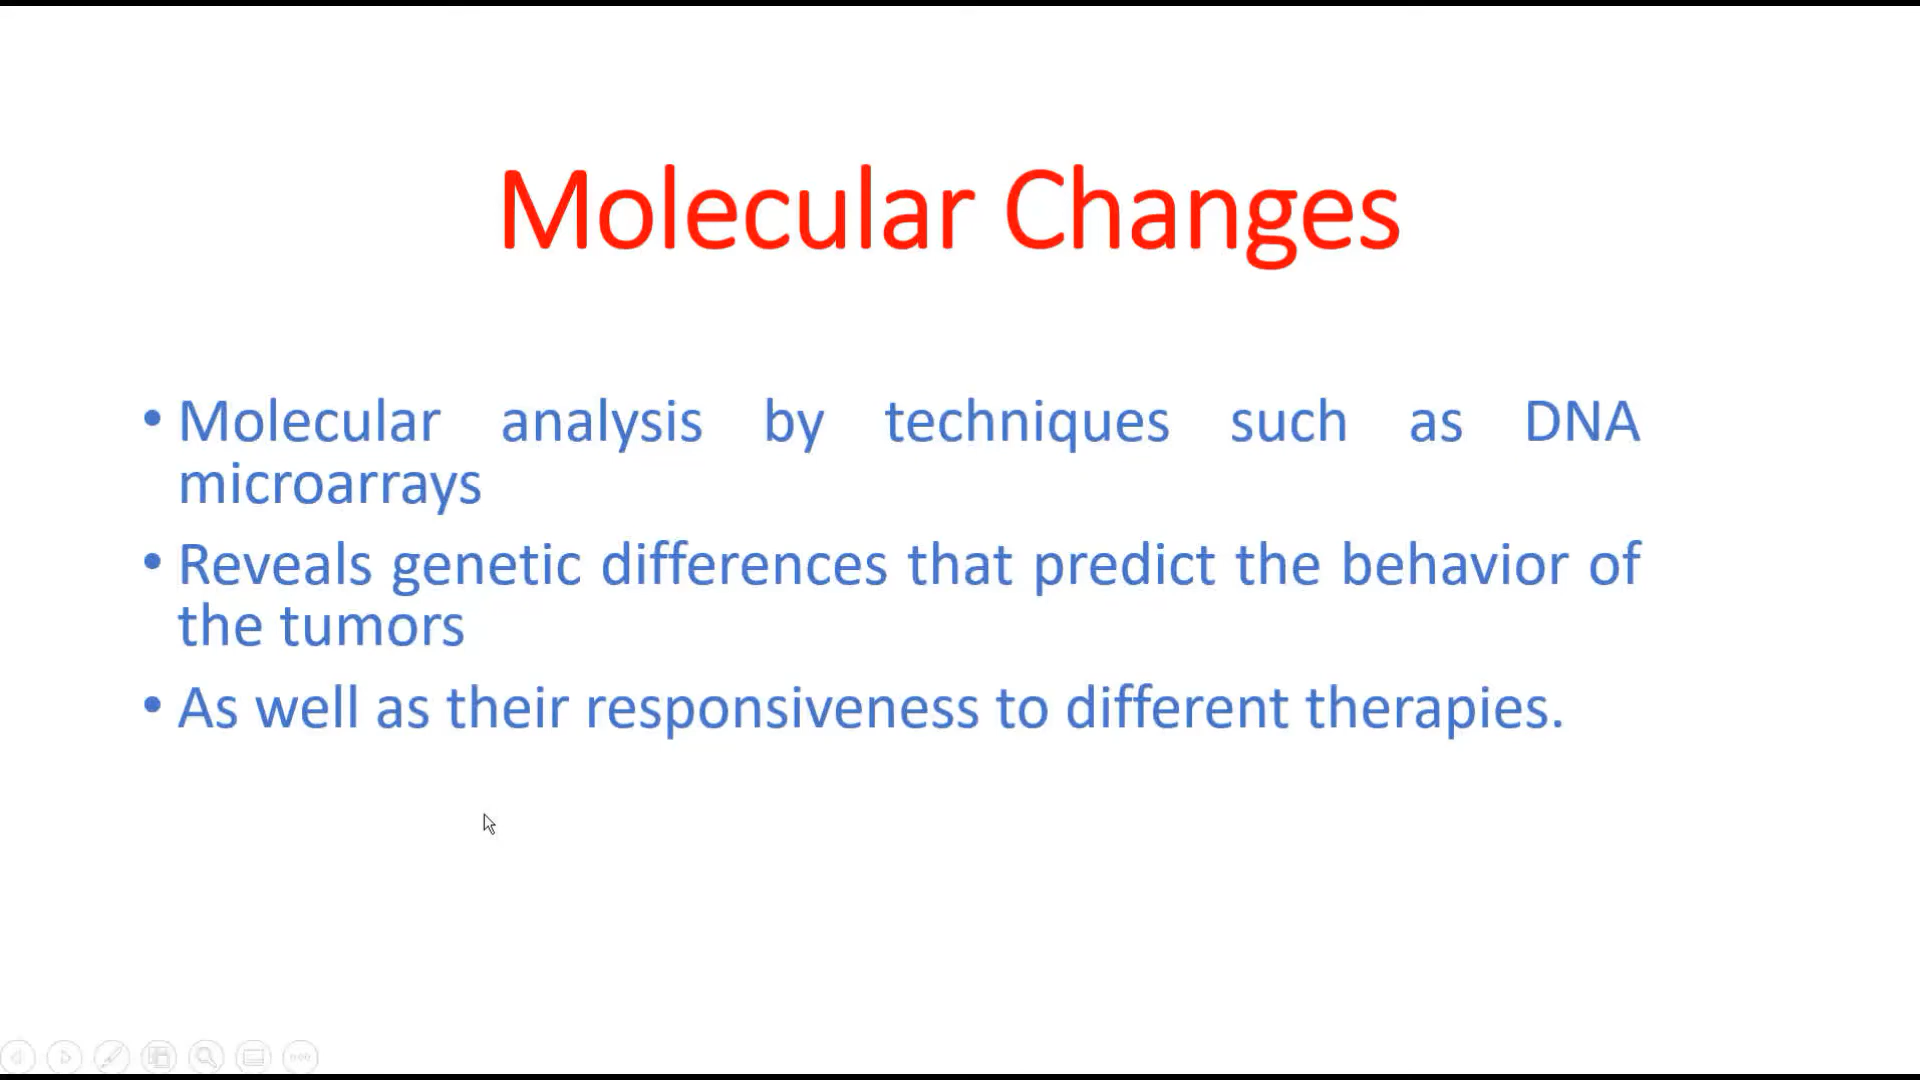 Molecular Changes
• Molecular analysis by techniques such as DNA
microarrays
• Reveals genetic differences that predict the behavior of
the tumors
• As well as their responsiveness to different therapies.